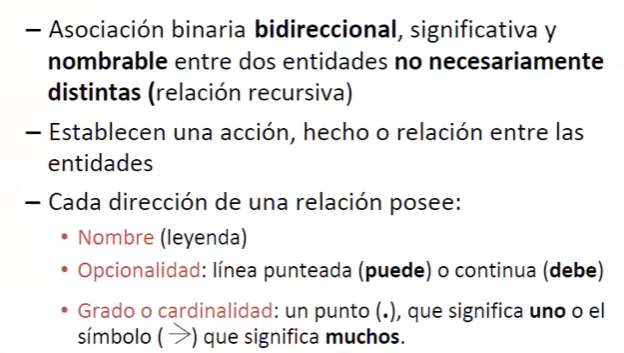 – Asociación binaria bidireccional, significativa y
nombrable entre dos entidades no necesariamente
distintas (relación recursiva)
– Establecen una acción, hecho o relación entre las
entidades
– Cada dirección de una relación posee:
• Nombre (leyenda)
• Opcionalidad: línea punteada (puede) o continua (debe)
• Grado o cardinalidad: un punto (.), que significa uno o el
símbolo ( ) que significa muchos.